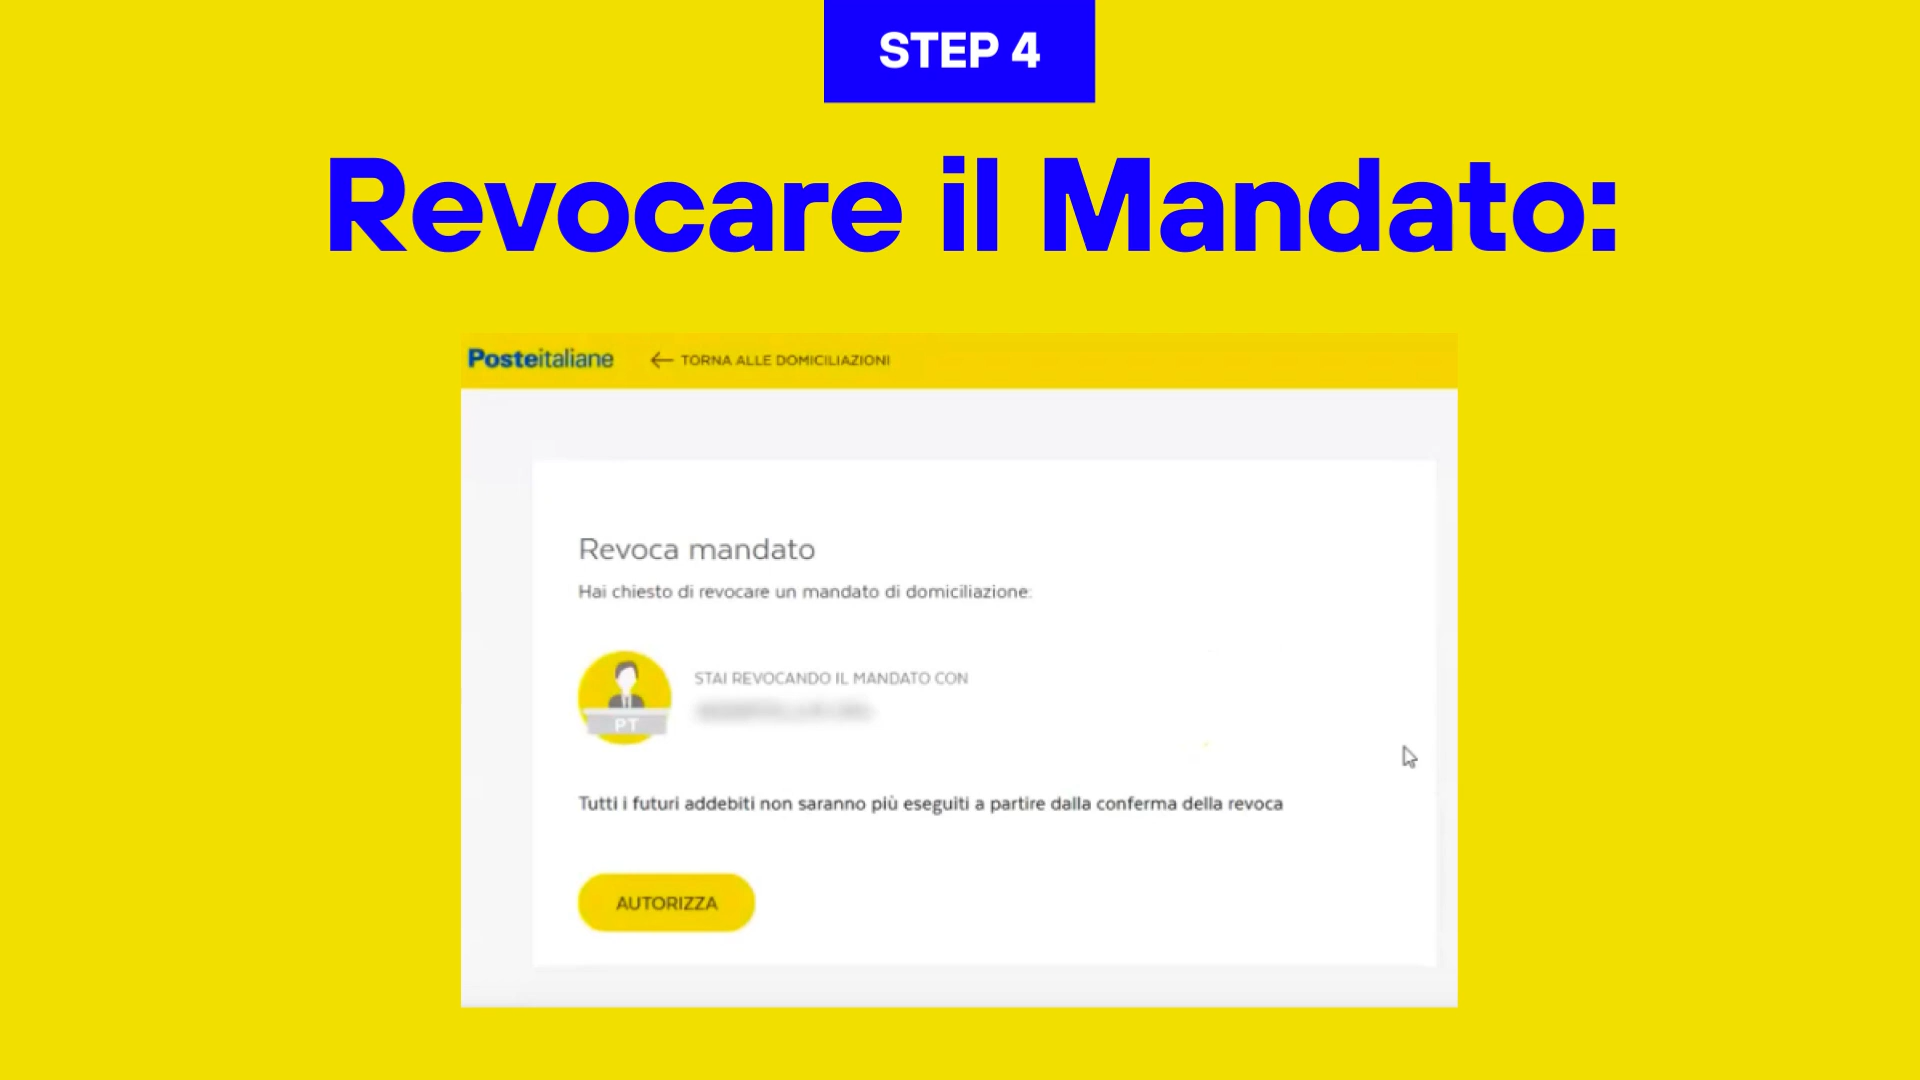 STEP 4
Revocare il Mandato:
Posteitaliane
← TORNA ALLE DOMICILIAZIONI
Revoca mandato
Hai chiesto di revocare un mandato di domiciliazione:
STAI REVOCANDO IL MANDATO CON
PT
Tutti i futuri addebiti non saranno più eseguiti a partire dalla conferma della revoca
AUTORIZZA